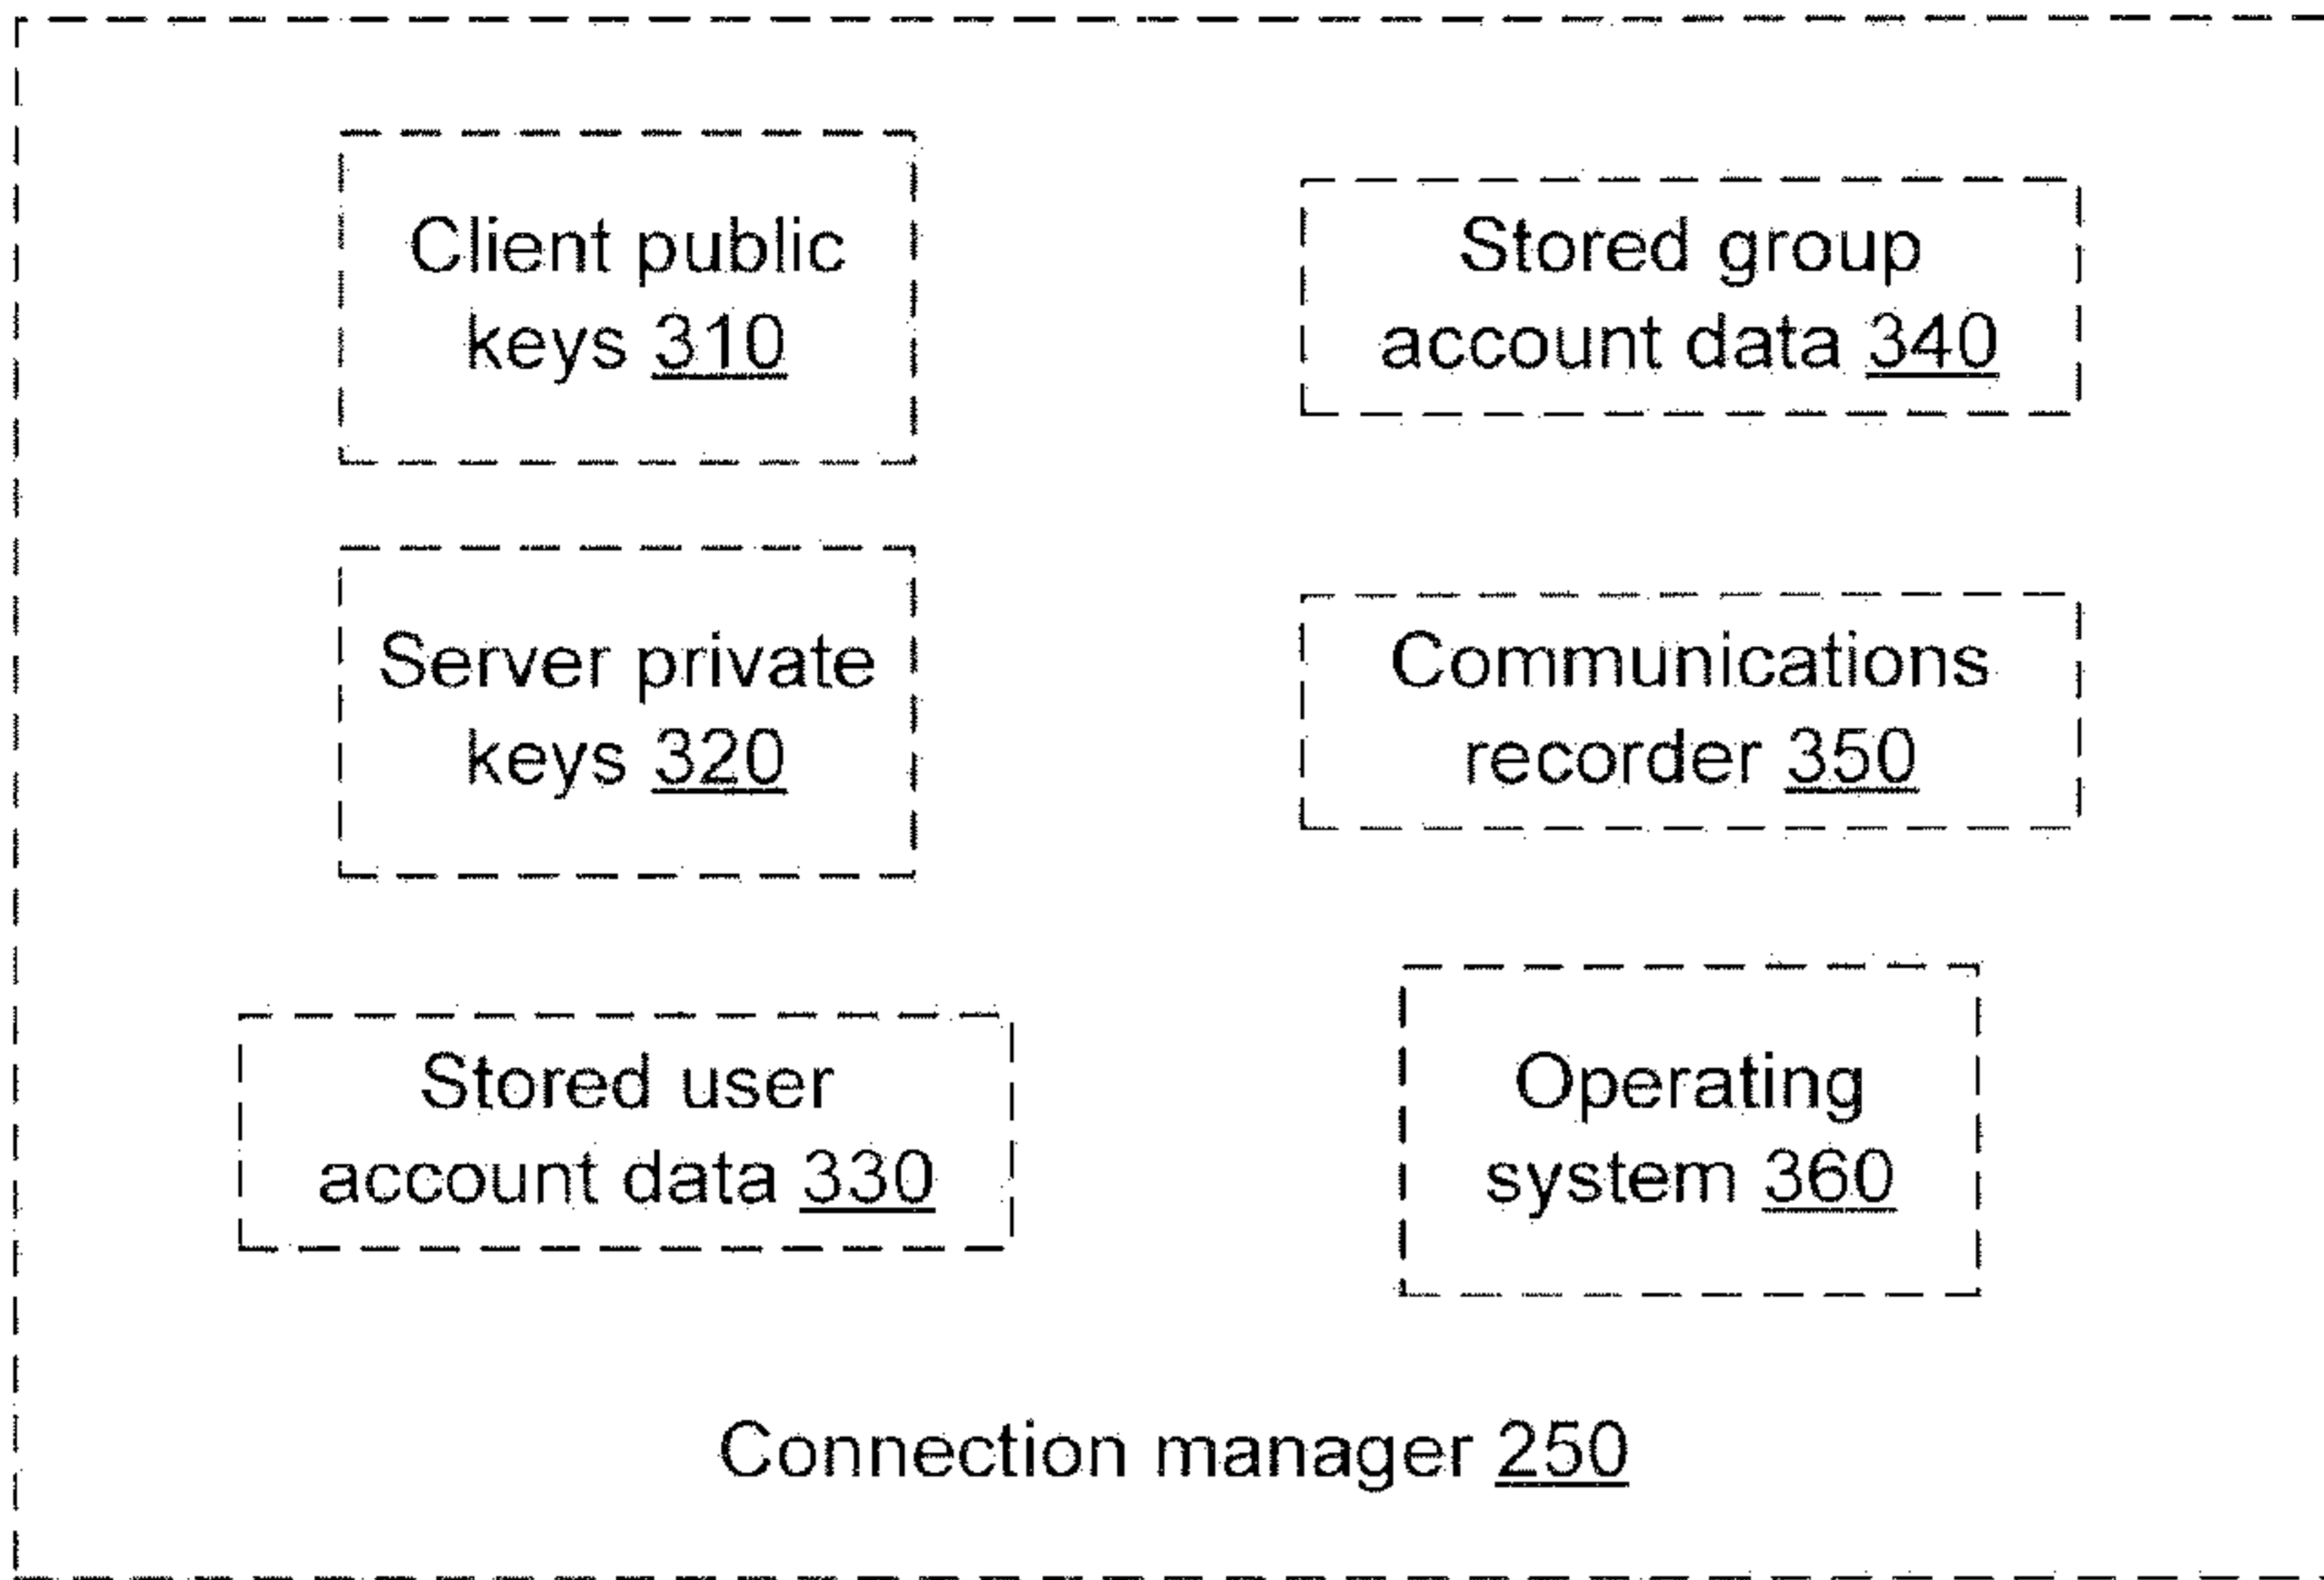 Client public
keys 310
Server private
keys 320
Stored user
account data 330
Stored group
account data 340
Communications
recorder 350
Operating
system 360
Connection manager 250